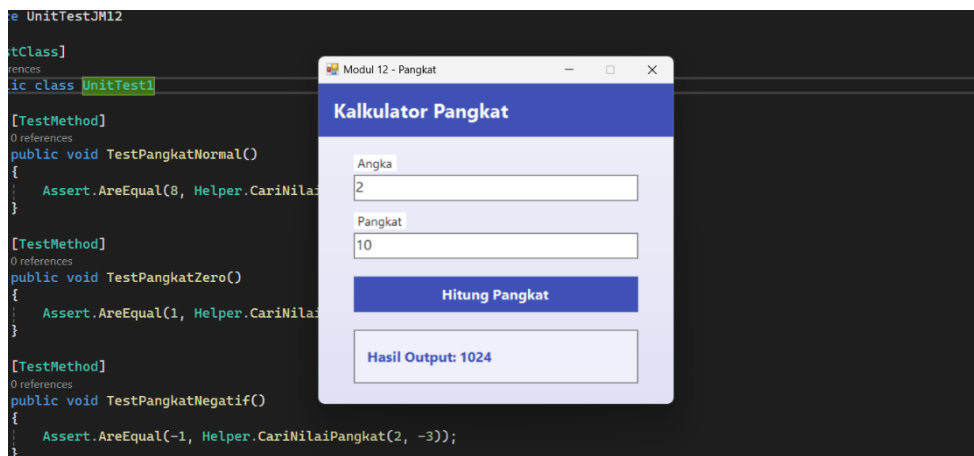 UnitTestJM12
ic class UnitTest1
[TestMethod]
0 references
public void TestPangkatNormal()
{
Assert.AreEqual(8, Helper.CariNilai
}
[TestMethod]
0 references
public void TestPangkatZero()
{
Assert.AreEqual(1, Helper.CariNilai
}
[TestMethod]
0 references
public void TestPangkatNegatif()
{
Assert.AreEqual(-1, Helper.CariNilaiPangkat(2, -3));
}
Modul 12 - Pangkat
Kalkulator Pangkat
Angka
2
Pangkat
10
Hitung Pangkat
Hasil Output: 1024